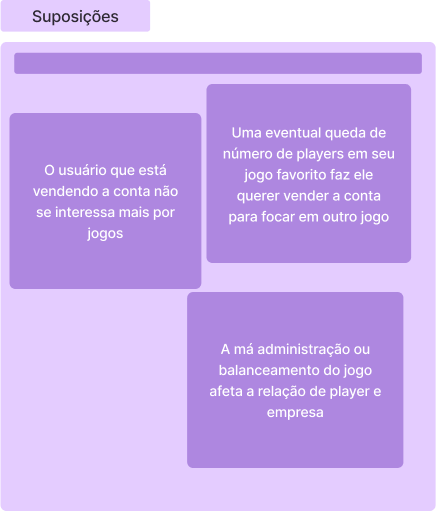 Suposições
O usuário que está
vendendo a conta não
se interessa mais por
jogos
Uma eventual queda de
número de players em seu
jogo favorito faz ele
querer vender a conta
para focar em outro jogo
A má administração ou
balanceamento do jogo
afeta a relação de player e
empresa